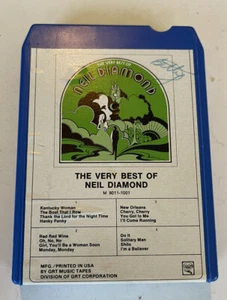 THE VERY BEST OF
NEIL DIAMOND
THE VERY BEST OF
NEIL DIAMOND
M 8011-1001
Kentucky Woman
The Boat That I Row
Thank the Lord for the Night Time
Hanky Panky
New Orleans
Cherry, Cherry
You Got to Me
I'll Come Running
Red Red Wine
Oh, No, No
Girl, You'll Be a Woman Soon
Monday, Monday
Do It
Solitary Man
Shilo
I'm a Believer
MFG./PRINTED IN USA
BY GRT MUSIC TAPES
DIVISION OF GRT CORPORATION